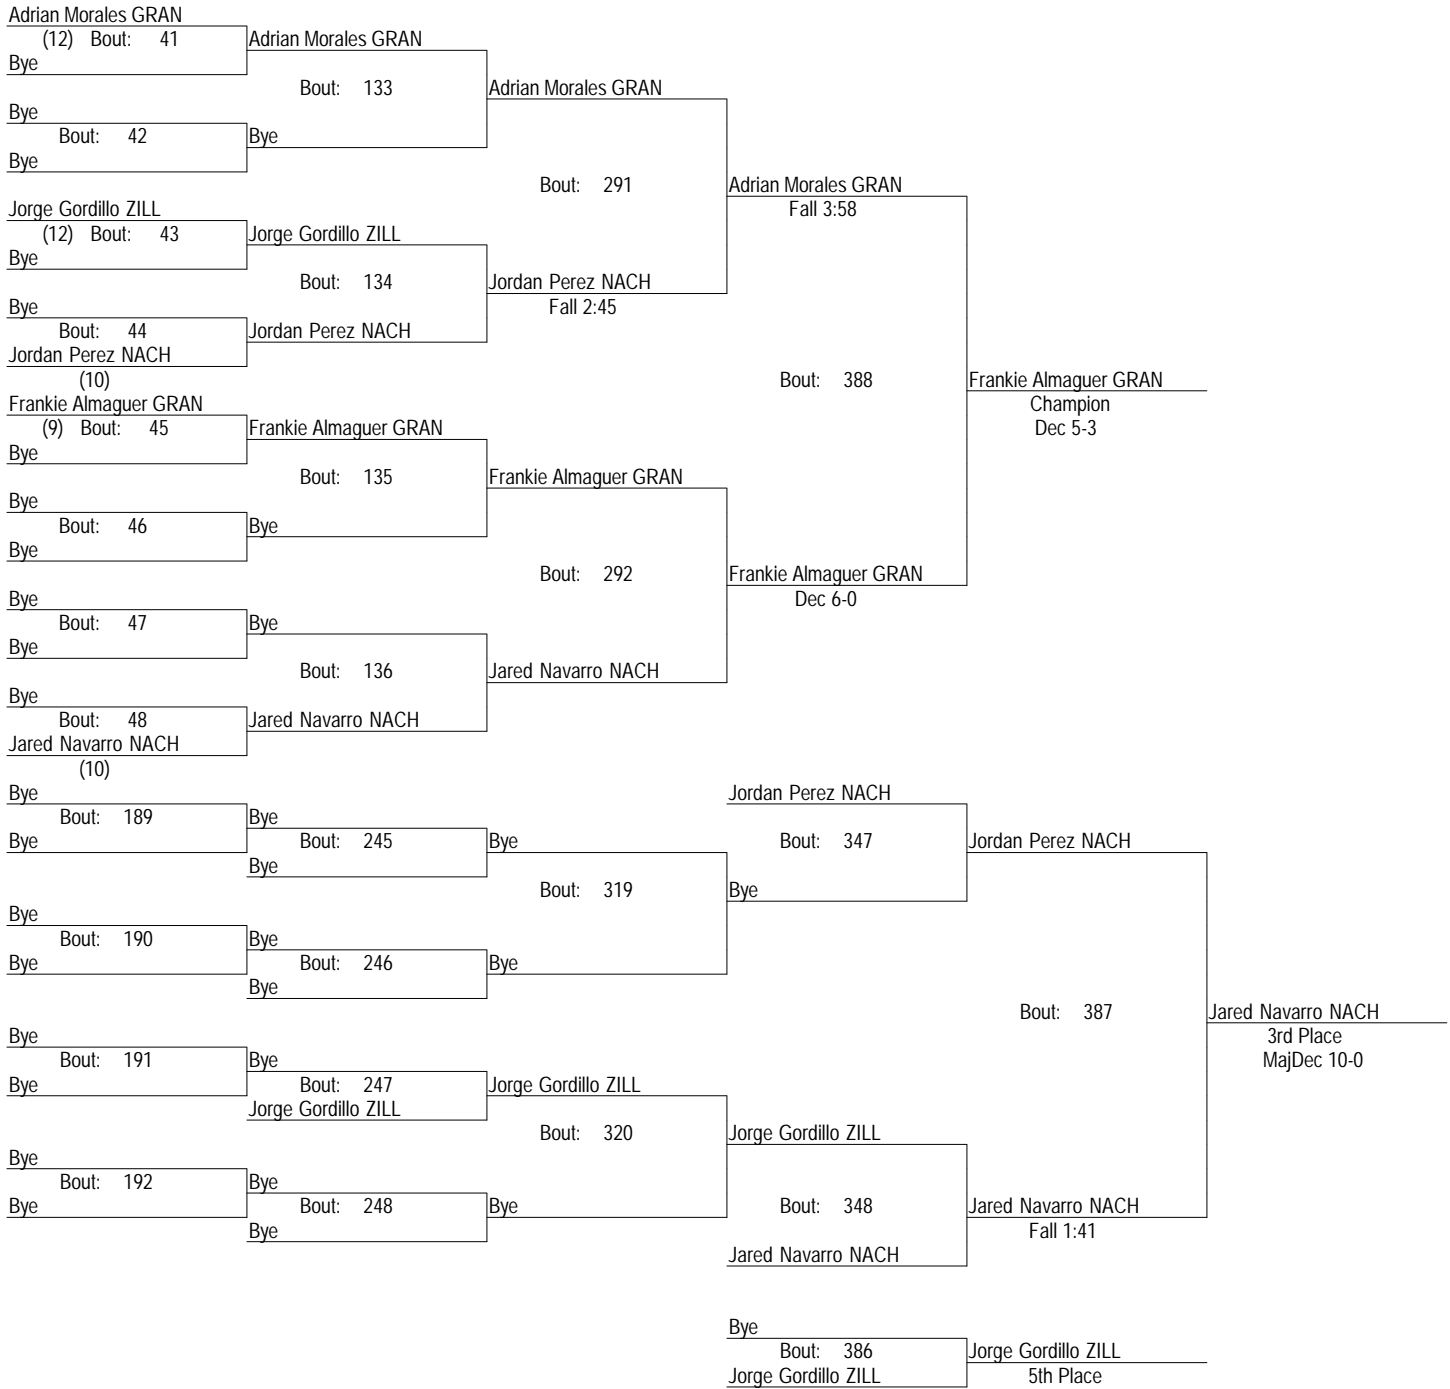 Adrian Morales GRAN
(12) Bout: 41 Adrian Morales GRAN
Bye
Bout: 133 Adrian Morales GRAN
Bye
Bout: 42 Bye
Bye
Bout: 291 Adrian Morales GRAN
Jorge Gordillo ZILL Fall 3:58
(12) Bout: 43 Jorge Gordillo ZILL
Bye
Bout: 134 Jordan Perez NACH
Bye Fall 2:45
Bout: 44 Jordan Perez NACH
Jordan Perez NACH
(10) Bout: 388 Frankie Almaguer GRAN
Frankie Almaguer GRAN Champion
(9) Bout: 45 Frankie Almaguer GRAN Dec 5-3
Bye
Bout: 135 Frankie Almaguer GRAN
Bye
Bout: 46 Bye
Bye
Bout: 292 Frankie Almaguer GRAN
Bye Dec 6-0
Bout: 47 Bye
Bye
Bout: 136 Jared Navarro NACH
Bye
Bout: 48 Jared Navarro NACH
Jared Navarro NACH
(10)
Bye Jordan Perez NACH
Bout: 189 Bye
Bye Bout: 245 Bye Bout: 347 Jordan Perez NACH
Bye
Bout: 319 Bye
Bye
Bout: 190 Bye
Bye Bout: 246 Bye
Bye
Bout: 387 Jared Navarro NACH
Bye 3rd Place
Bout: 191 Bye MajDec 10-0
Bye Bout: 247 Jorge Gordillo ZILL
Jorge Gordillo ZILL
Bout: 320 Jorge Gordillo ZILL
Bye
Bout: 192 Bye
Bye Bout: 248 Bye Bout: 348 Jared Navarro NACH
Bye Fall 1:41
Jared Navarro NACH
Bye
Bout: 386 Jorge Gordillo ZILL
Jorge Gordillo ZILL 5th Place